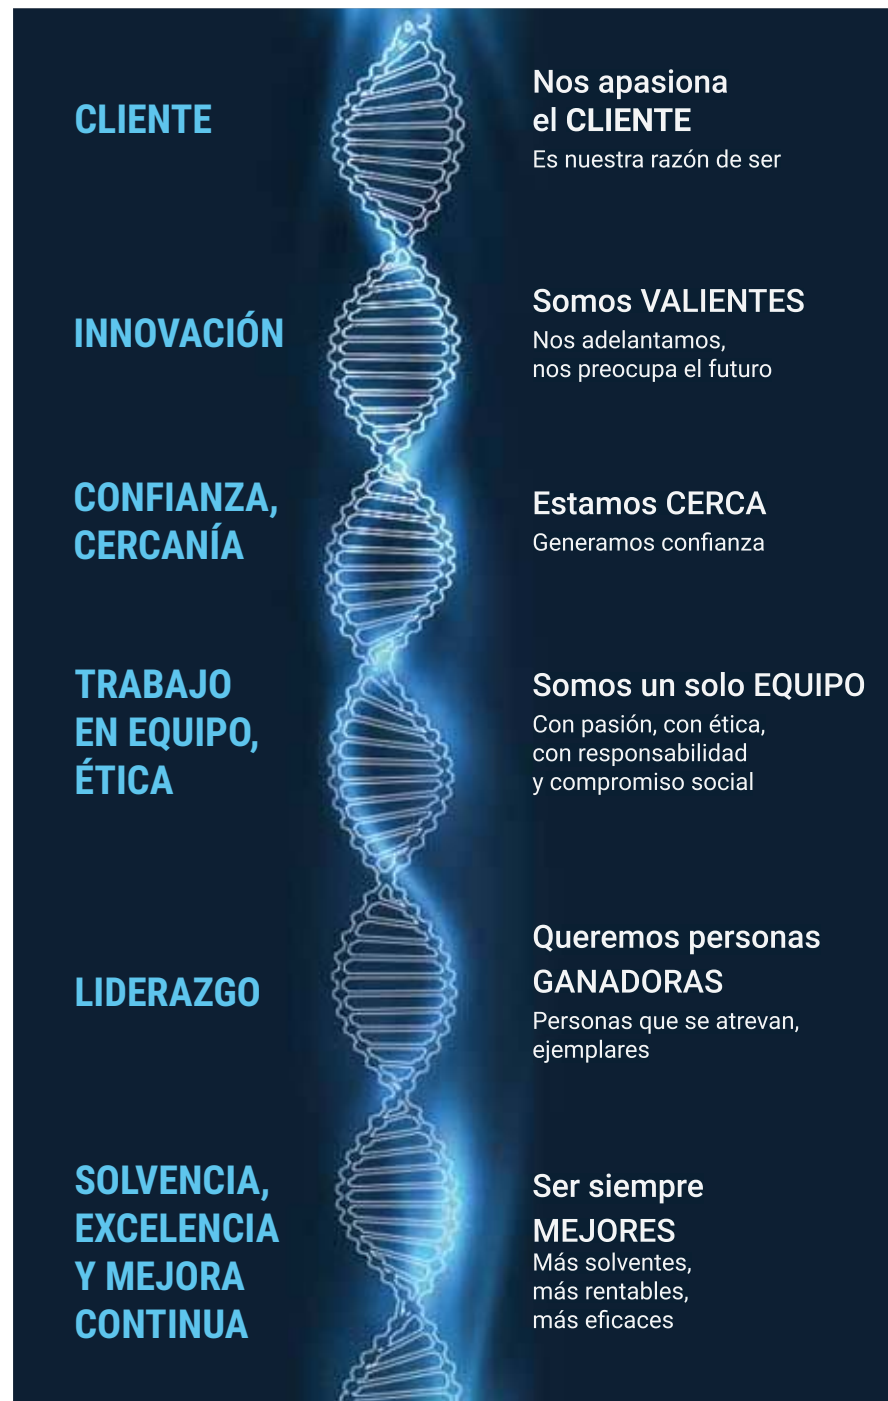 CLIENTE
Nos apasiona
el CLIENTE
Es nuestra razón de ser
INNOVACIÓN
Somos VALIENTES
Nos adelantamos,
nos preocupa el futuro
CONFIANZA,
CERCANÍA
Estamos CERCA
Generamos confianza
TRABAJO
EN EQUIPO,
ÉTICA
Somos un solo EQUIPO
Con pasión, con ética,
con responsabilidad
y compromiso social
LIDERAZGO
Queremos personas
GANADORAS
Personas que se atrevan,
ejemplares
SOLVENCIA,
EXCELENCIA
Y MEJORA
CONTINUA
Ser siempre
MEJORES
Más solventes,
más rentables,
más eficaces